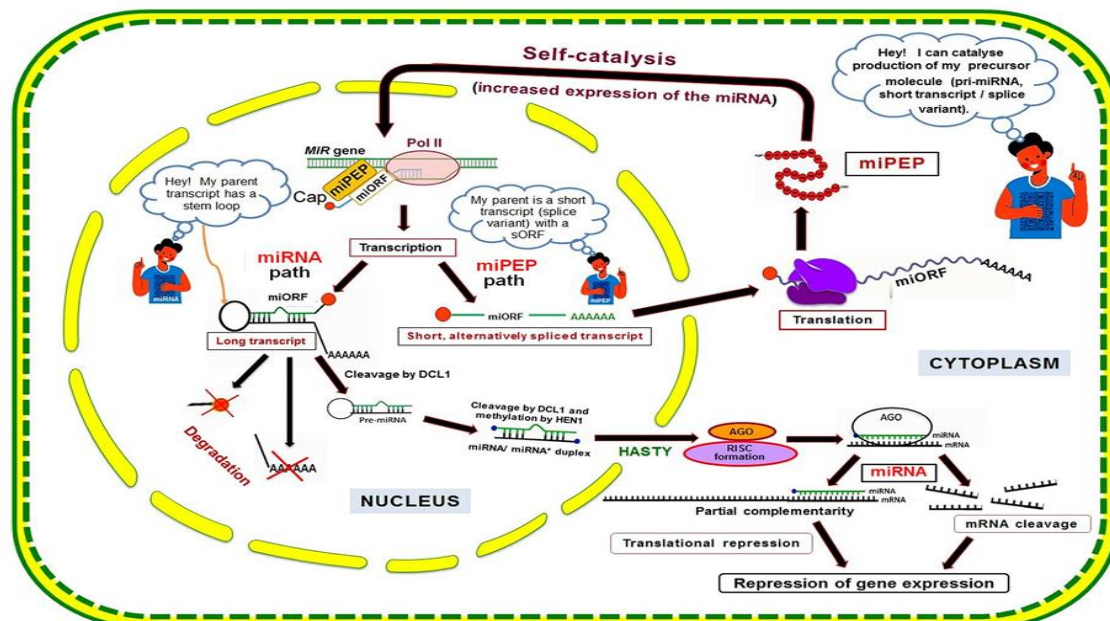 Self-catalysis
(increased expression of the miRNA)
Hey! I can catalyse
production of my precursor
molecule (pri-miRNA,
short transcript / splice
variant).
MIR gene
Pol II
miPEP
miORF
Cap
Hey! My parent
transcript has a
stem loop
miRNA
My parent is a short
transcript (splice
variant) with a
sORF
miPEP
Transcription
miRNA
path
miPEP
path
miORF
Long transcript
AAAAAA
miORF
AAAAAA
Short, alternatively spliced transcript
miPEP
miORF
AAAAAA
Translation
CYTOPLASM
Cleavage by DCL1
Pre-miRNA
Degradation
AAAAAA
Cleavage by DCL1 and
methylation by HEN1
miRNA/ miRNA* duplex
HASTY
AGO
RISC
formation
AGO
miRNA
mRNA
miRNA
miRNA
mRNA
Partial complementarity
mRNA cleavage
Translational repression
Repression of gene expression
NUCLEUS